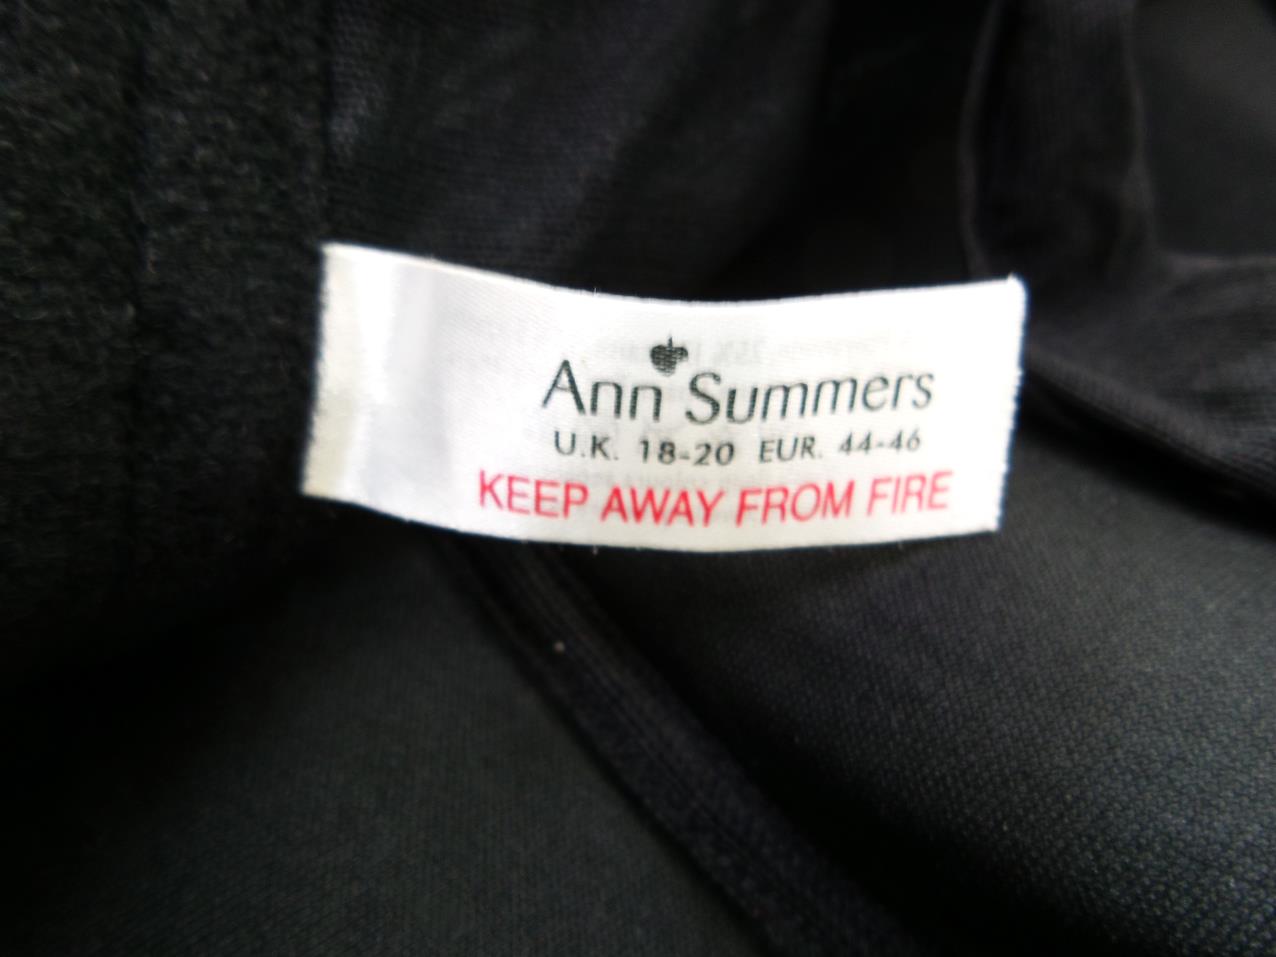 Ann Summers
U.K. 18-20 EUR. 44-46
KEEP AWAY FROM FIRE